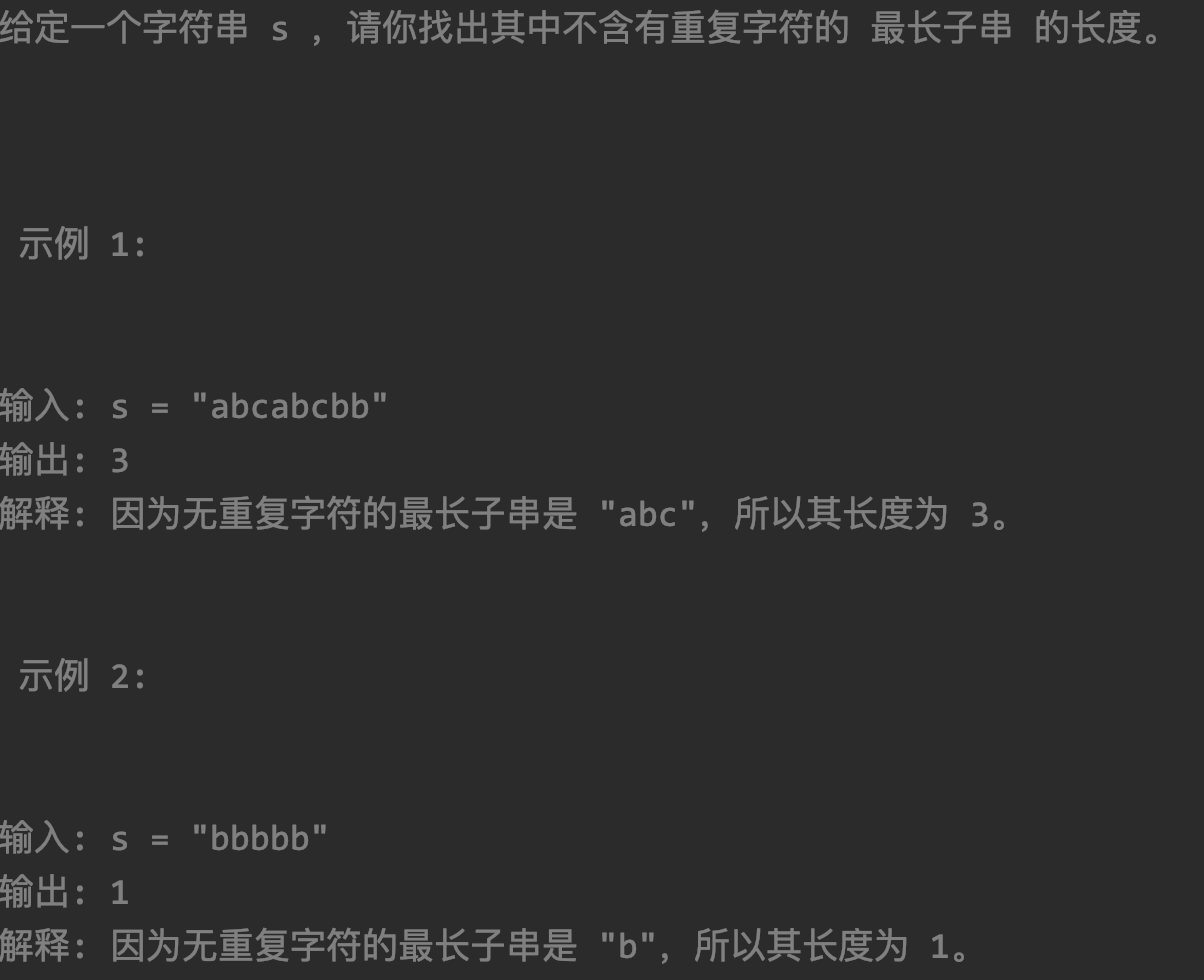 给定一个字符串 s ，请你找出其中不含有重复字符的 最长子串 的长度。
示例 1:
输入: s = "abcabcbb"
输出: 3
解释: 因为无重复字符的最长子串是 "abc"，所以其长度为 3。
示例 2:
输入: s = "bbbbb"
输出: 1
解释: 因为无重复字符的最长子串是 "b"，所以其长度为 1。